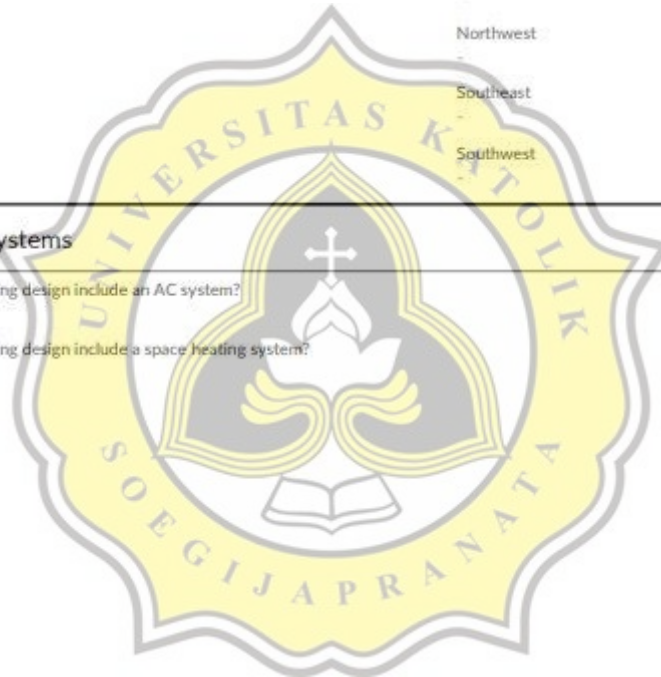 Northwest
-
Southeast
-
Southwest
-
ystems
ng design include an AC system?
ng design include a space heating system?
UNIVERSITAS KATOLIK
SOEGIJAPRANATA